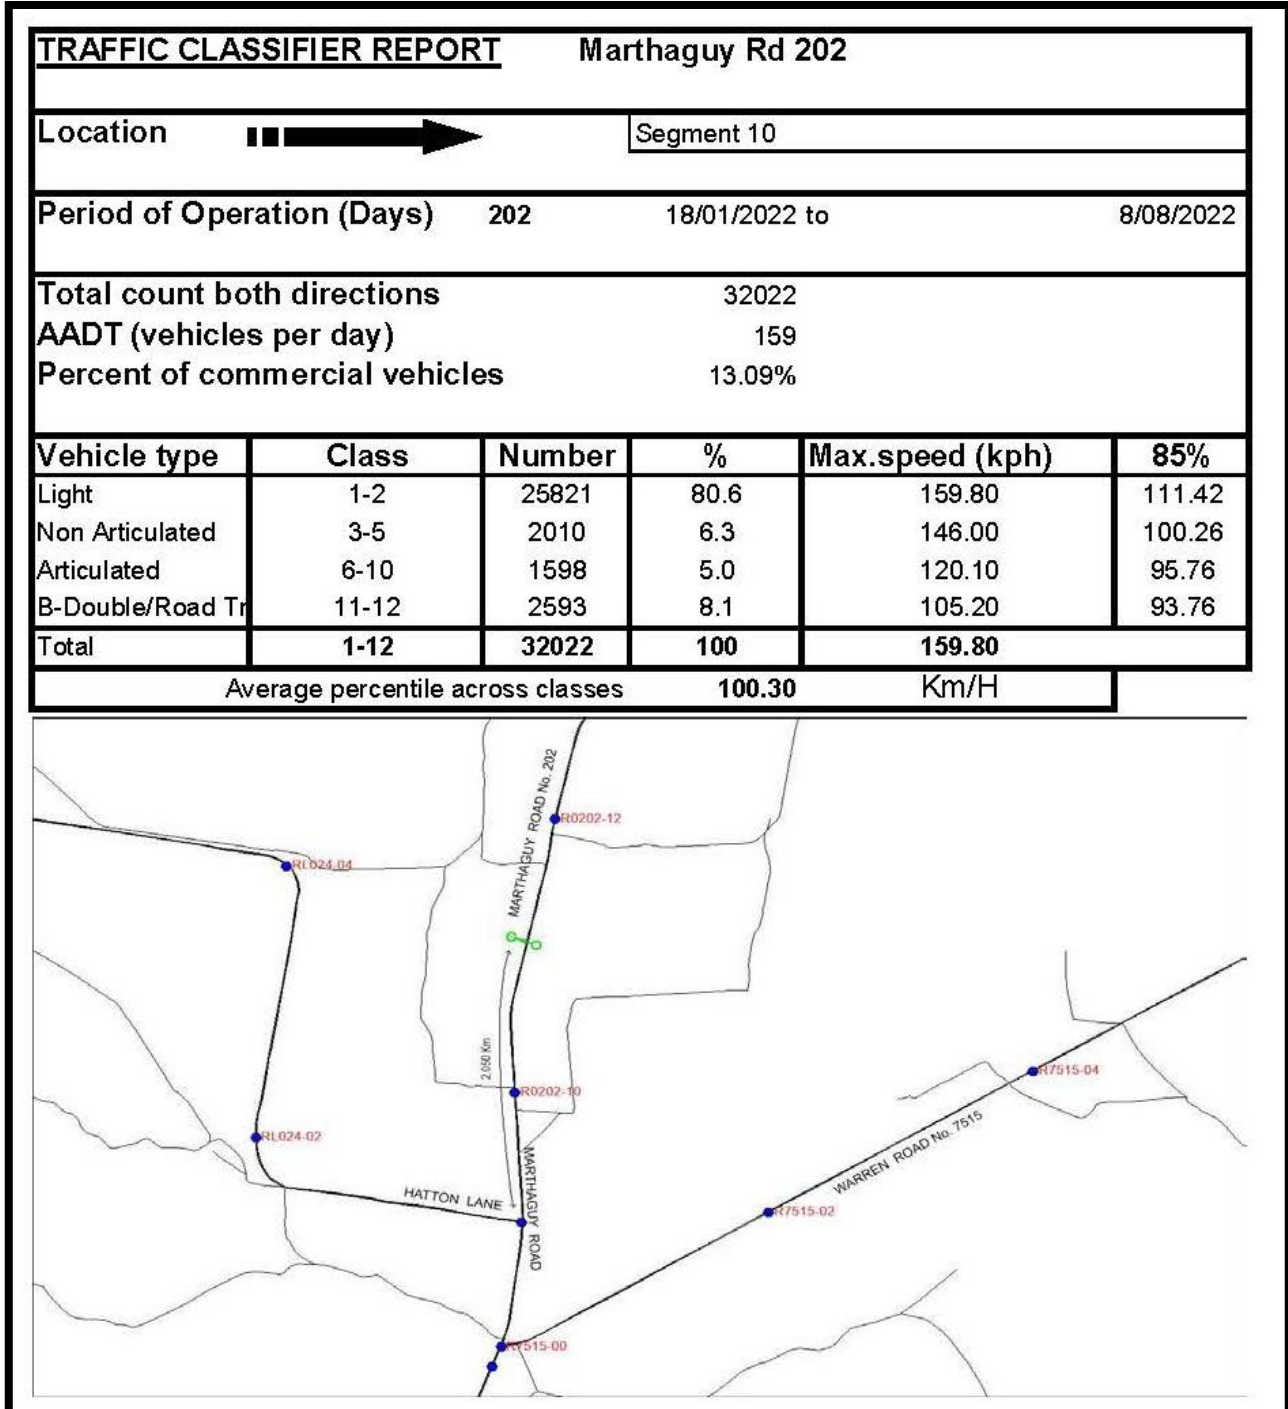 TRAFFIC CLASSIFIER REPORT Marthaguy Rd 202
Location Segment 10
Period of Operation (Days) 202 18/01/2022 to 8/08/2022
Total count both directions 32022
AADT (vehicles per day) 159
Percent of commercial vehicles 13.09%
Vehicle type Class Number % Max.speed (kph) 85%
Light 1-2 25821 80.6 159.80 111.42
Non Articulated 3-5 2010 6.3 146.00 100.26
Articulated 6-10 1598 5.0 120.10 95.76
B-Double/Road Tr 11-12 2593 8.1 105.20 93.76
Total 1-12 32022 100 159.80
Average percentile across classes 100.30 Km/H
MARTHAGUY ROAD No. 202
R0202-12
RL024-04
2.050 Km
R0202-10
R7515-04
RL024-02
WARREN ROAD No. 7515
HATTON LANE
MARTHAGUY ROAD
R7515-02
R7515-00